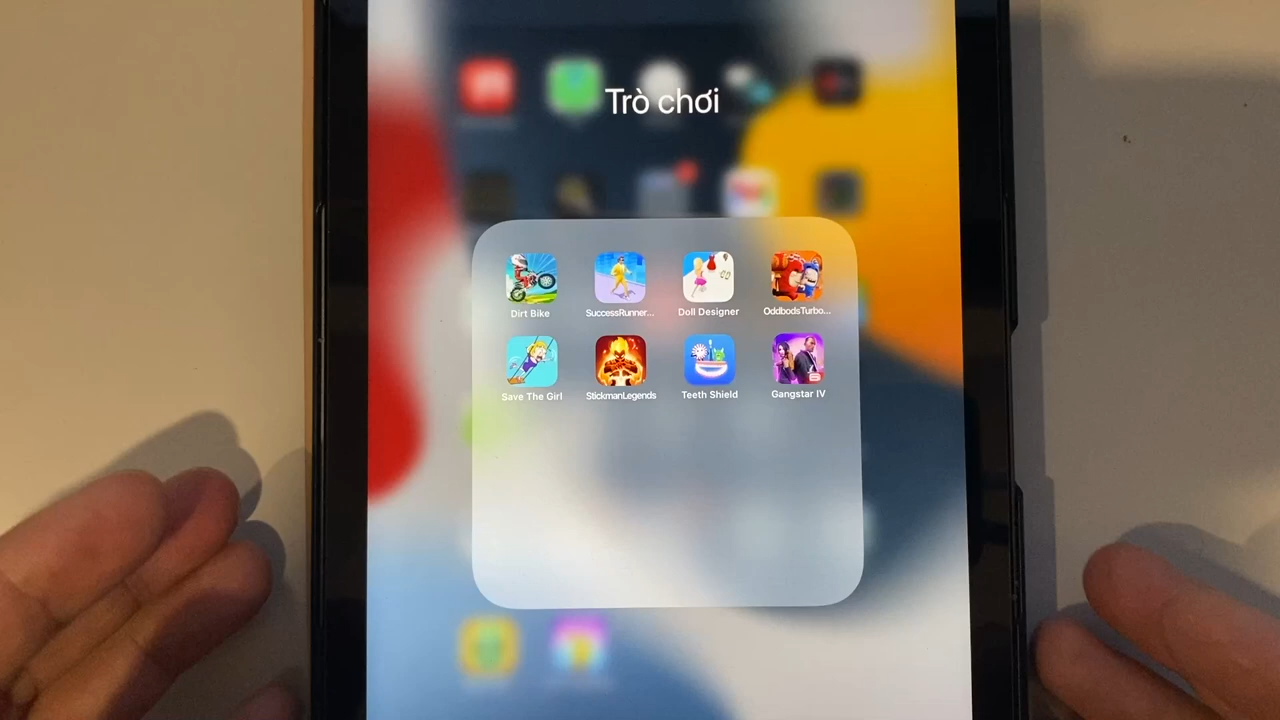 Trò chơi
Dirt Bike
SuccessRunner...
Doll Designer
OddbodsTurbo...
Save The Girl
StickmanLegends
Teeth Shield
Gangstar IV